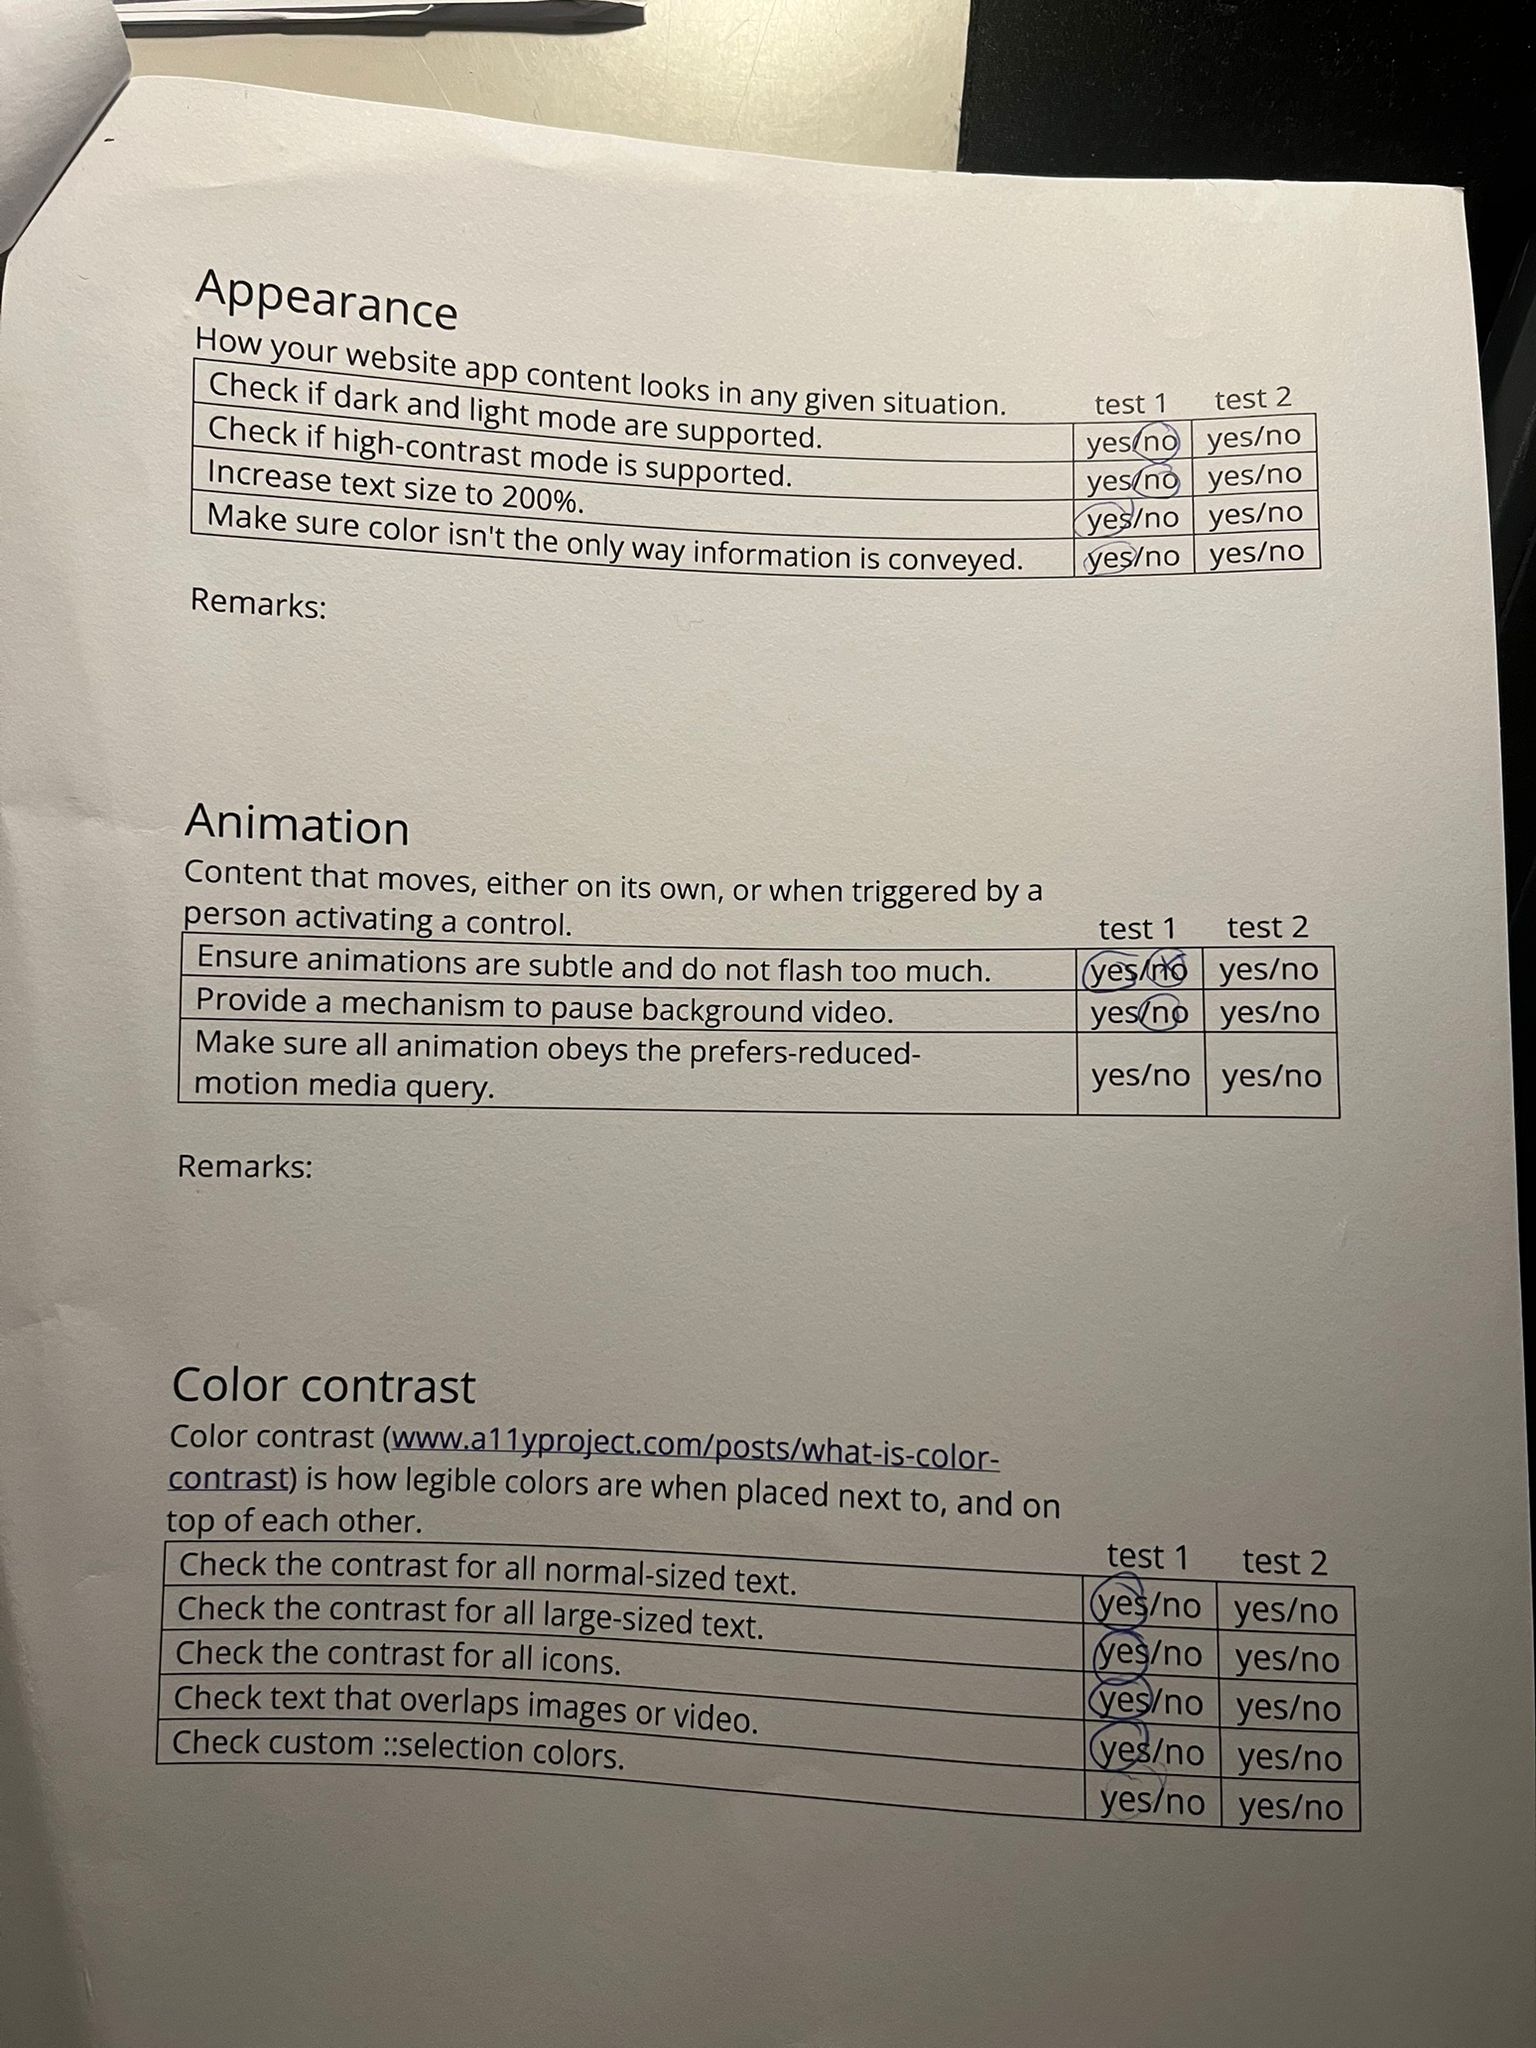 Appearance
How your website app content looks in any given situation. test 1 test 2
Check if dark and light mode are supported. yes/no yes/no
Check if high-contrast mode is supported. yes/no yes/no
Increase text size to 200%. yes/no yes/no
Make sure color isn't the only way information is conveyed. yes/no yes/no
Remarks:
Animation
Content that moves, either on its own, or when triggered by a
person activating a control. test 1 test 2
Ensure animations are subtle and do not flash too much. yes/no yes/no
Provide a mechanism to pause background video. yes/no yes/no
Make sure all animation obeys the prefers-reduced-
motion media query. yes/no yes/no
Remarks:
Color contrast
Color contrast (www.a11yproject.com/posts/what-is-color-
contrast) is how legible colors are when placed next to, and on
top of each other. test 1 test 2
Check the contrast for all normal-sized text. yes/no yes/no
Check the contrast for all large-sized text. yes/no yes/no
Check the contrast for all icons. yes/no yes/no
Check text that overlaps images or video. yes/no yes/no
Check custom ::selection colors. yes/no yes/no